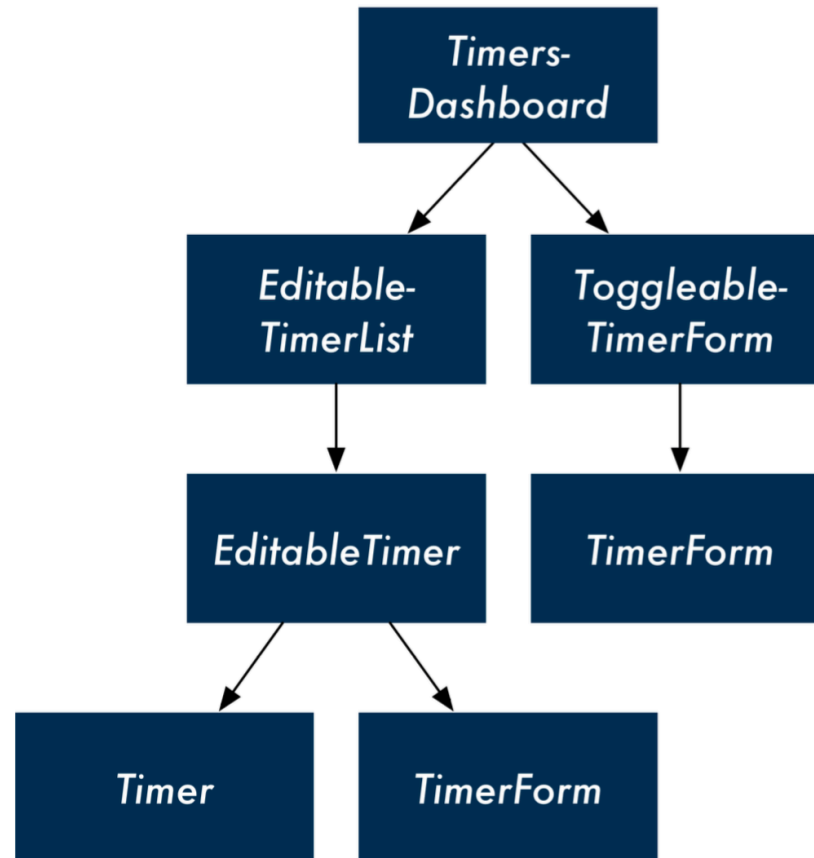 Timers-
Dashboard
Editable-
TimerList
Toggleable-
TimerForm
EditableTimer
TimerForm
Timer
TimerForm